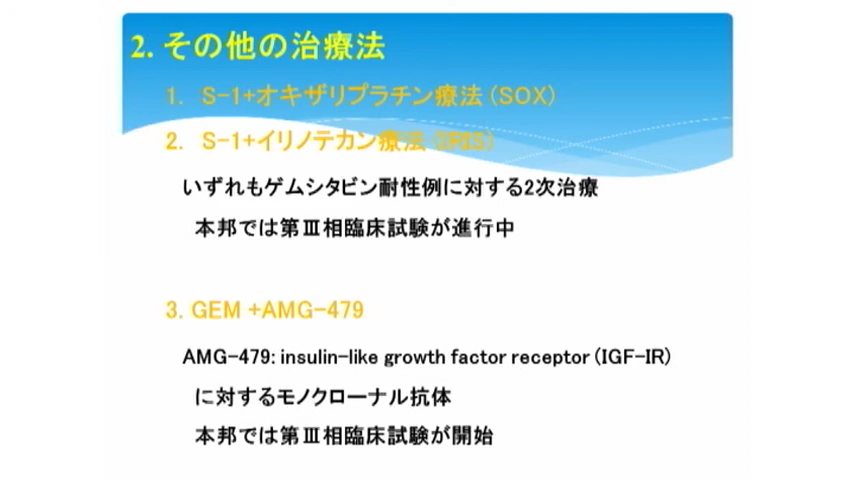 2. その他の治療法
1. S-1+オキザリプラチン療法(SOX)
2. S-1+イリノテカン療法(IRIS)
いずれもゲムシタビン耐性例に対する2次治療
本邦では第Ⅲ相臨床試験が進行中
3. GEM +AMG-479
AMG-479: insulin-like growth factor receptor(IGF-IR)
に対するモノクローナル抗体
本邦では第Ⅲ相臨床試験が開始